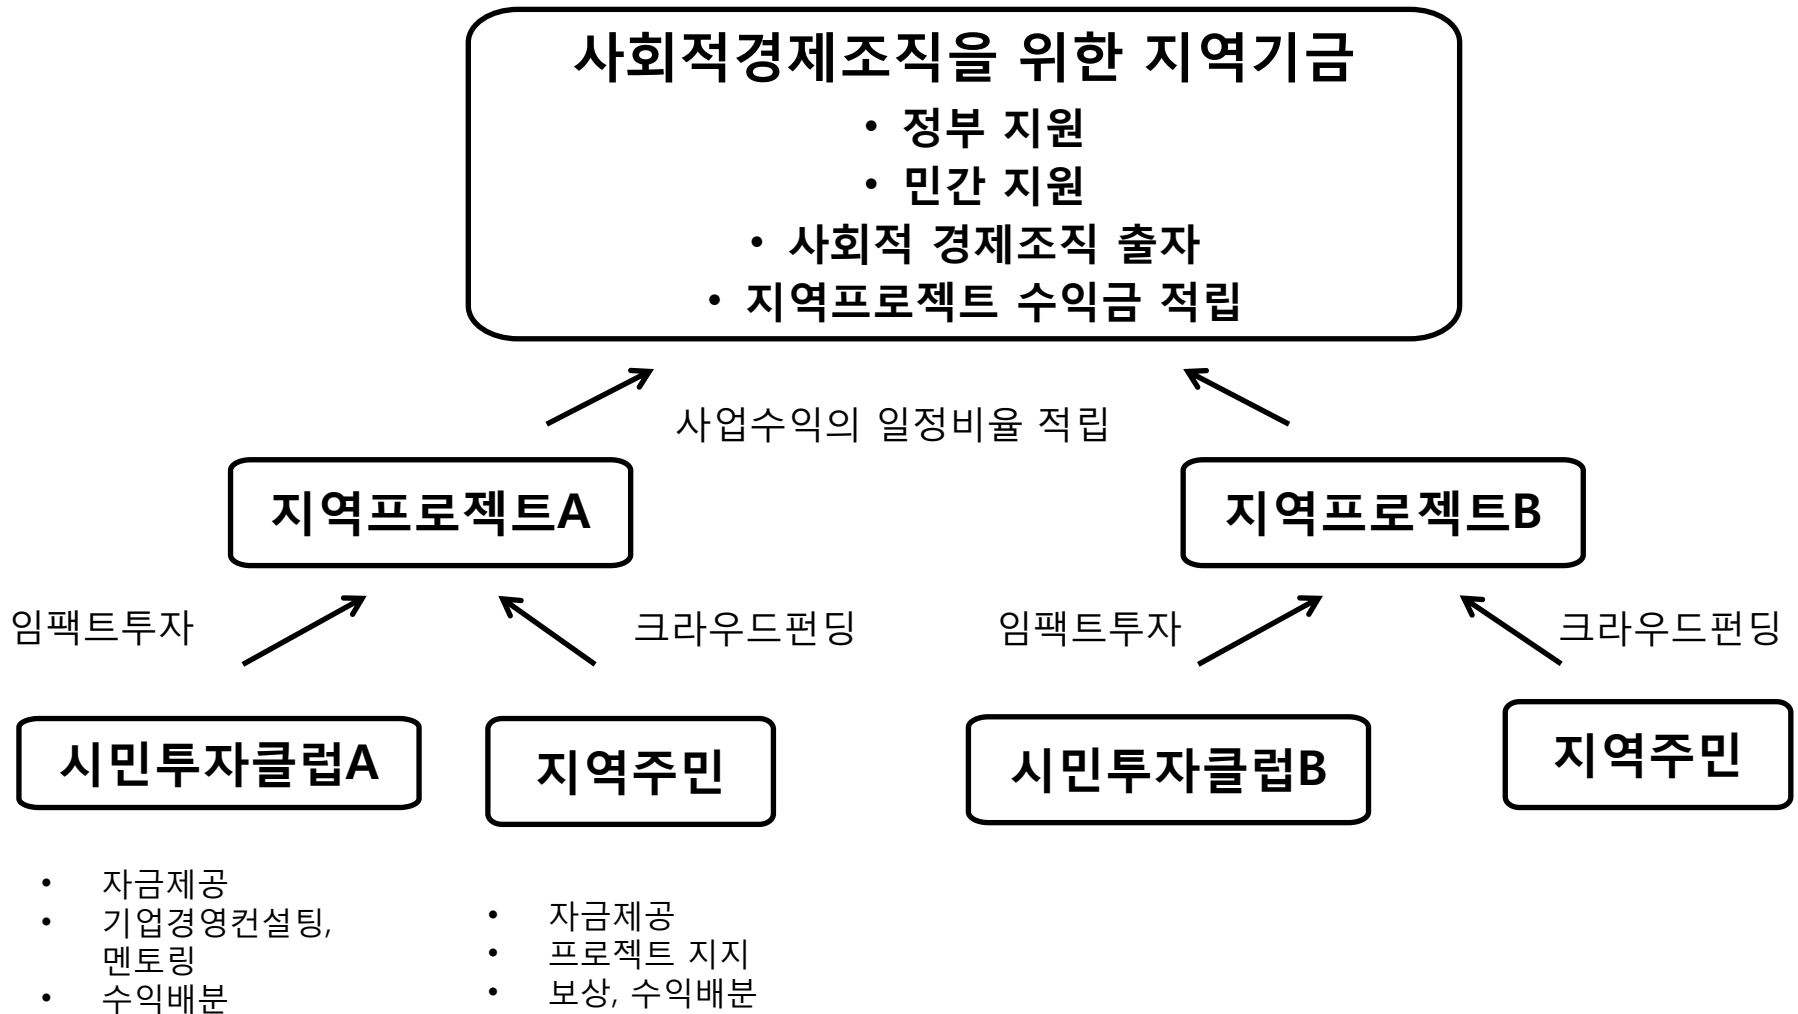 사회적경제조직을 위한 지역기금
• 정부 지원
• 민간 지원
• 사회적 경제조직 출자
• 지역프로젝트 수익금 적립
사업수익의 일정비율 적립
지역프로젝트A
지역프로젝트B
임팩트투자
크라우드펀딩
임팩트투자
크라우드펀딩
시민투자클럽A
지역주민
시민투자클럽B
지역주민
• 자금제공
• 기업경영컨설팅,
멘토링
• 수익배분
• 자금제공
• 프로젝트 지지
• 보상, 수익배분